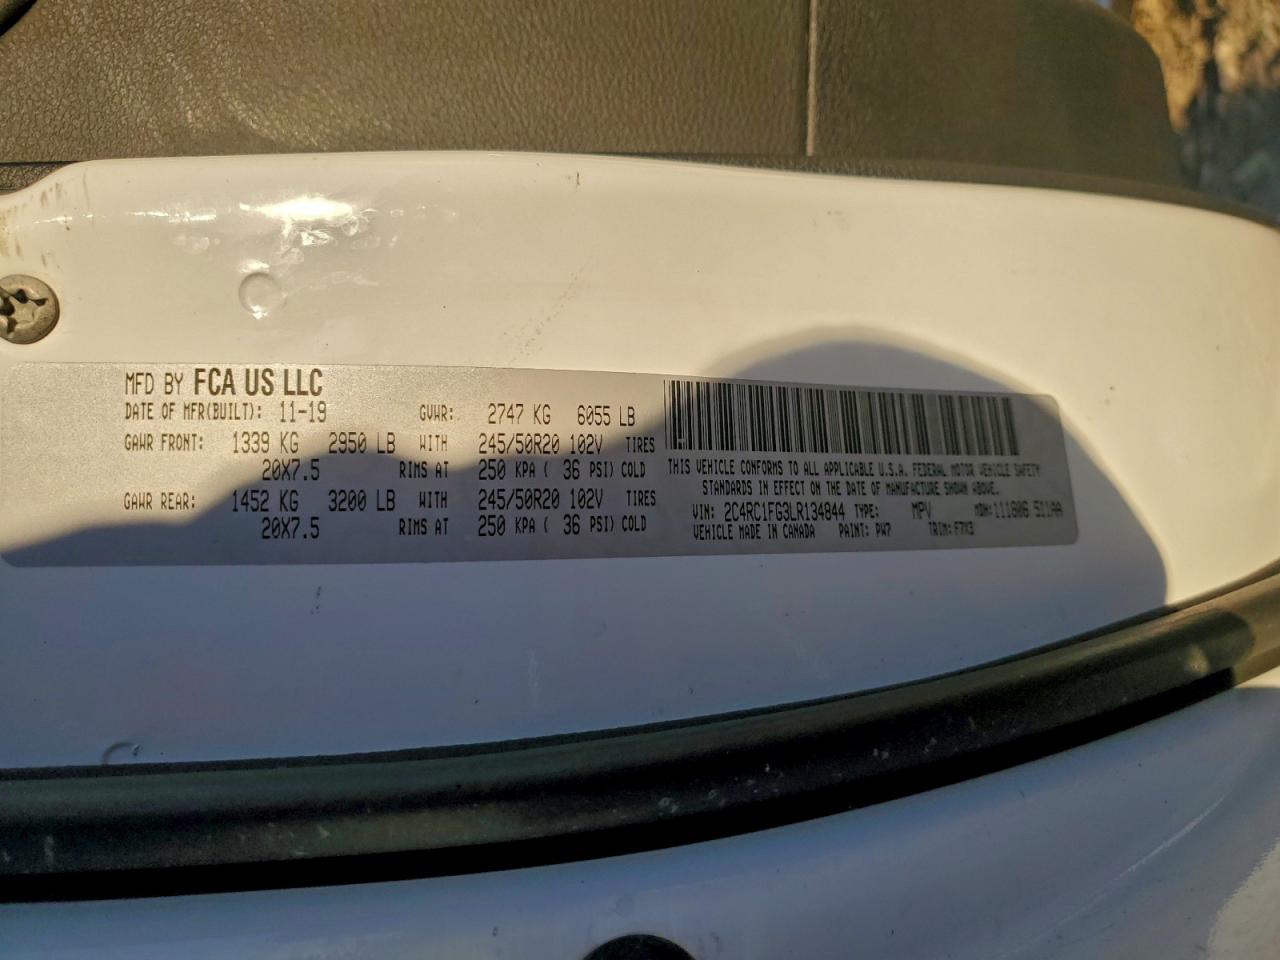 MFD BY FCA US LLC
DATE OF MFR(BUILT): 11-19 GVWR: 2747 KG 6055 LB
GAWR FRONT: 1339 KG 2950 LB WITH 245/50R20 102V TIRES
20X7.5 RIMS AT 250 KPA ( 36 PSI) COLD
GAWR REAR: 1452 KG 3200 LB WITH 245/50R20 102V TIRES
20X7.5 RIMS AT 250 KPA ( 36 PSI) COLD
THIS VEHICLE CONFORMS TO ALL APPLICABLE U.S.A. FEDERAL MOTOR VEHICLE SAFETY
STANDARDS IN EFFECT ON THE DATE OF MANUFACTURE SHOWN ABOVE.
VIN: 2C4RC1FG3LR134844 TYPE: MPV MDH: 111806 511
VEHICLE MADE IN CANADA PAINT: PW7 TRIM: